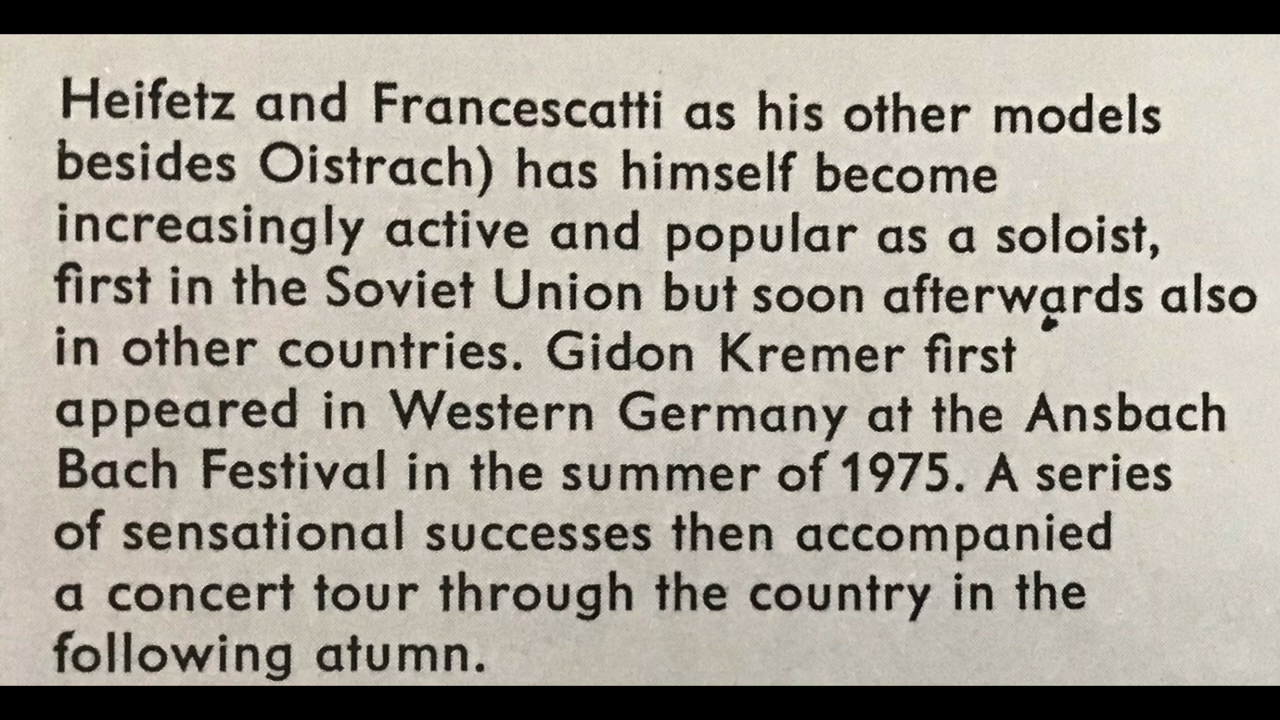 Heifetz and Francescatti as his other models
besides Oistrach) has himself become
increasingly active and popular as a soloist,
first in the Soviet Union but soon afterwards also
in other countries. Gidon Kremer first
appeared in Western Germany at the Ansbach
Bach Festival in the summer of 1975. A series
of sensational successes then accompanied
a concert tour through the country in the
following atumn.